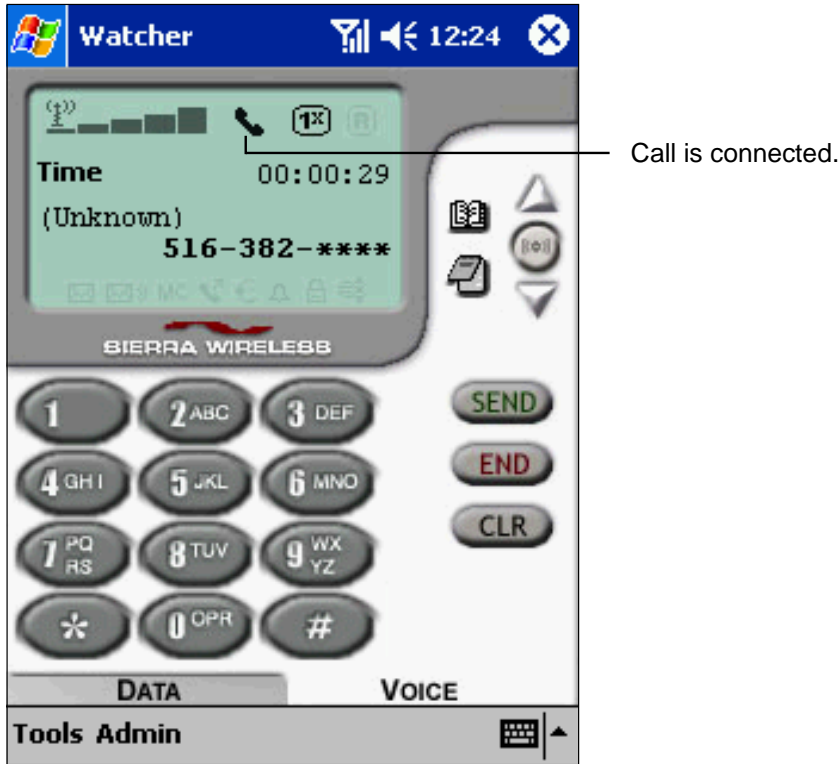 Watcher 12:24
1X R
Call is connected.
Time 00:00:29
(Unknown)
516-382-****
MC
SIERRA WIRELESS
1 2 ABC 3 DEF
SEND
4 GHI 5 JKL 6 MNO
END
7 PQRS 8 TUV 9 WXYZ
CLR
* 0 OPR #
DATA VOICE
Tools Admin